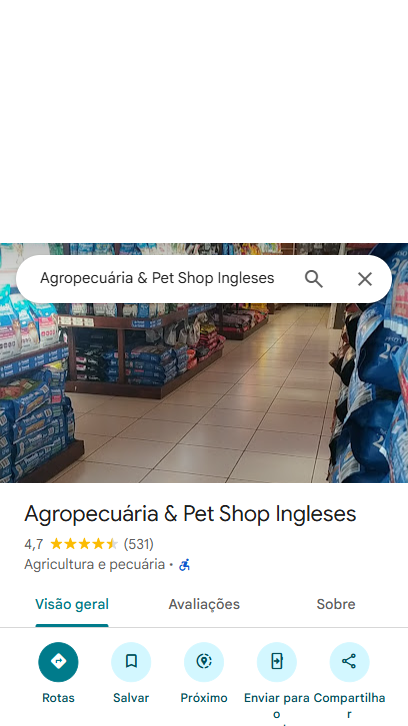 Agropecuária & Pet Shop Ingleses
Agropecuária & Pet Shop Ingleses
4,7 (531)
Agricultura e pecuária ·
Visão geral Avaliações Sobre
Rotas Salvar Próximo Enviar para o Compartilhar